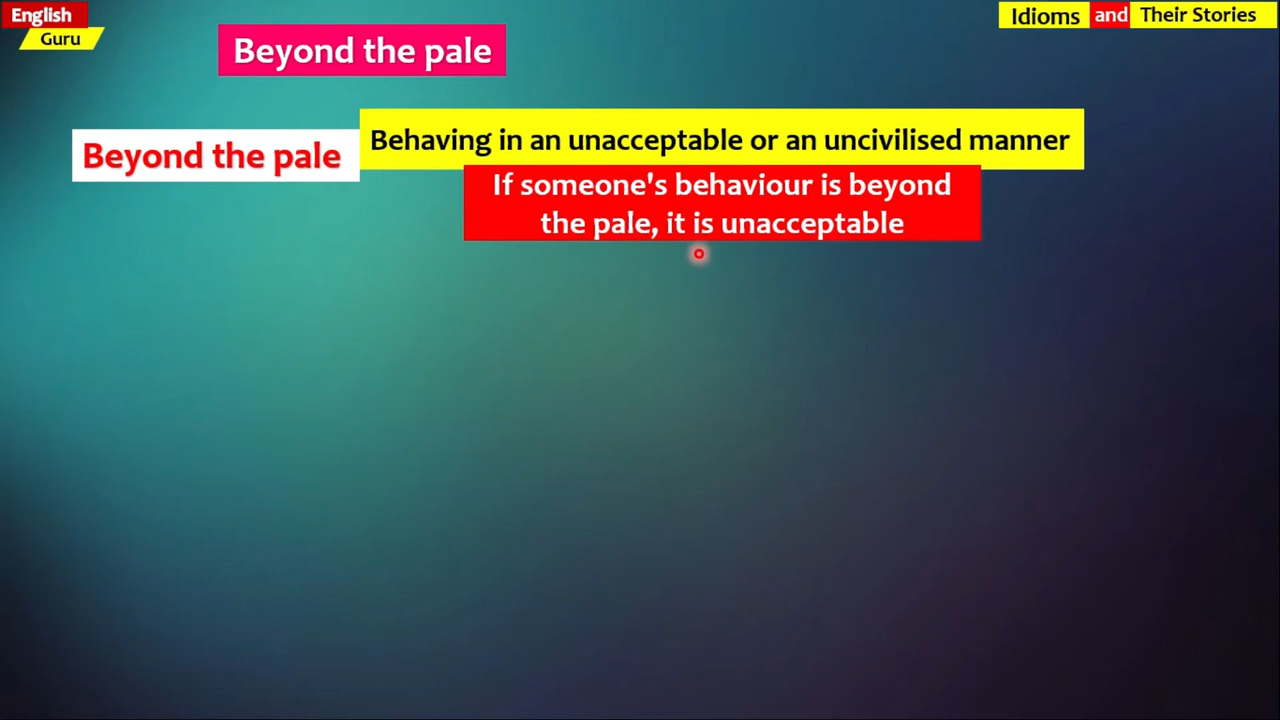 English
Guru
Idioms and Their Stories
Beyond the pale
Beyond the pale
Behaving in an unacceptable or an uncivilised manner
If someone's behaviour is beyond
the pale, it is unacceptable